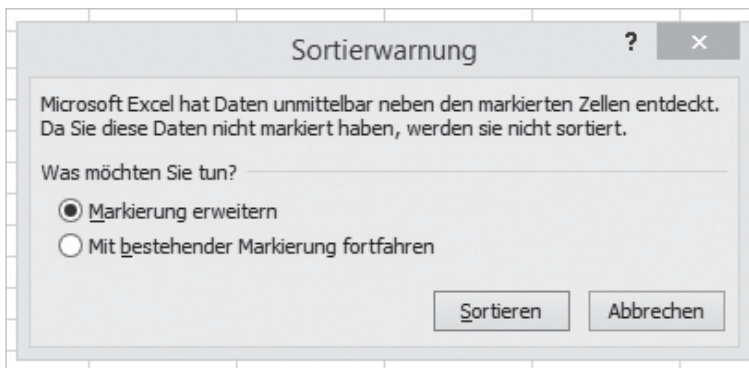 Sortierwarnung
?
×
Microsoft Excel hat Daten unmittelbar neben den markierten Zellen entdeckt.
Da Sie diese Daten nicht markiert haben, werden sie nicht sortiert.
Was möchten Sie tun?
Markierung erweitern
Mit bestehender Markierung fortfahren
Sortieren
Abbrechen